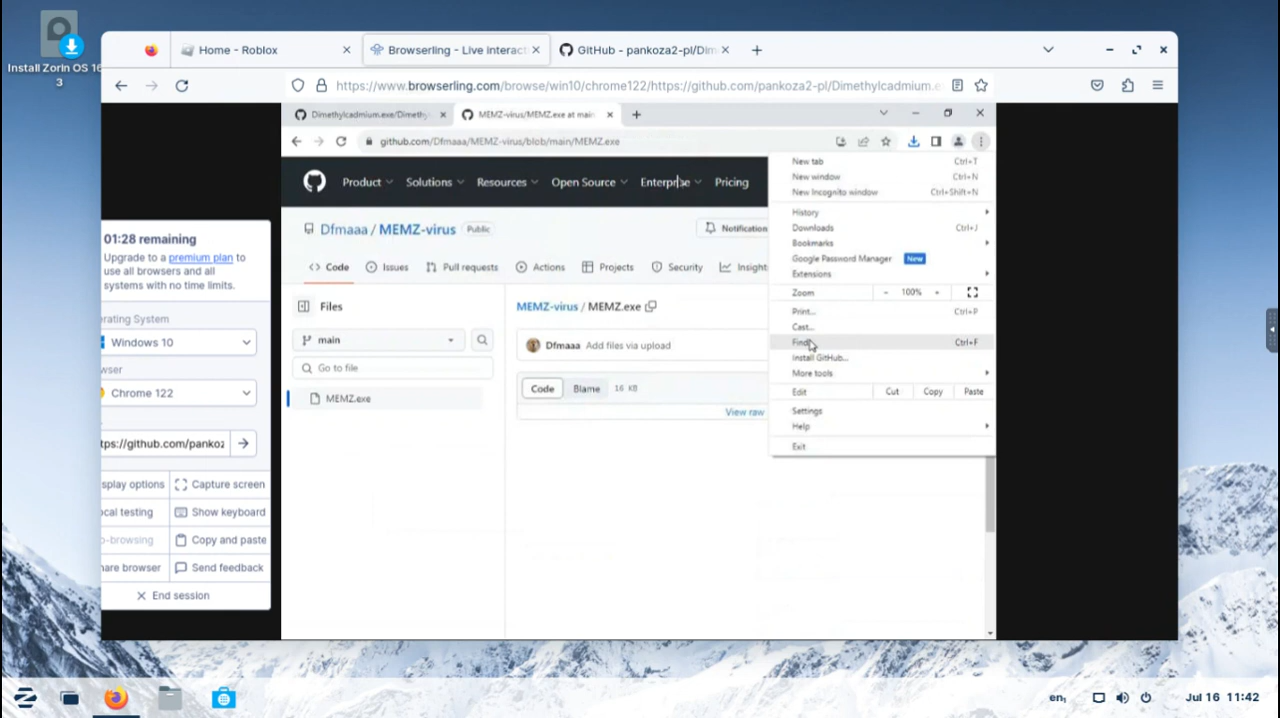 Install Zorin OS 16
3
Home - Roblox
Browserling - Live interact
GitHub - pankoza2-pl/Dim
https://www.browserling.com/browse/win10/chrome122/https://github.com/pankoza2-pl/Dimethylcadmium.e
Dimethylcadmium.exe/Dimethy
MEMZ-virus/MEMZ.exe at main
github.com/Dfmaaa/MEMZ-virus/blob/main/MEMZ.exe
Product
Solutions
Resources
Open Source
Enterprise
Pricing
Dfmaaa / MEMZ-virus
Public
Notification
Code
Issues
Pull requests
Actions
Projects
Security
Insight
Files
main
Go to file
MEMZ.exe
MEMZ-virus / MEMZ.exe
Dfmaaa Add files via upload
Code
Blame
16 KB
View raw
New tab Ctrl+T
New window Ctrl+N
New Incognito window Ctrl+Shift+N
History
Downloads Ctrl+J
Bookmarks
Google Password Manager New
Extensions
Zoom - 100% +
Print... Ctrl+P
Cast...
Find... Ctrl+F
Install GitHub...
More tools
Edit Cut Copy Paste
Settings
Help
Exit
01:28 remaining
Upgrade to a premium plan to
use all browsers and all
systems with no time limits.
erating System
Windows 10
wser
Chrome 122
tps://github.com/pankoz
splay options
Capture screen
cal testing
Show keyboard
o-browsing
Copy and paste
hare browser
Send feedback
End session
en₁
Jul 16 11:42